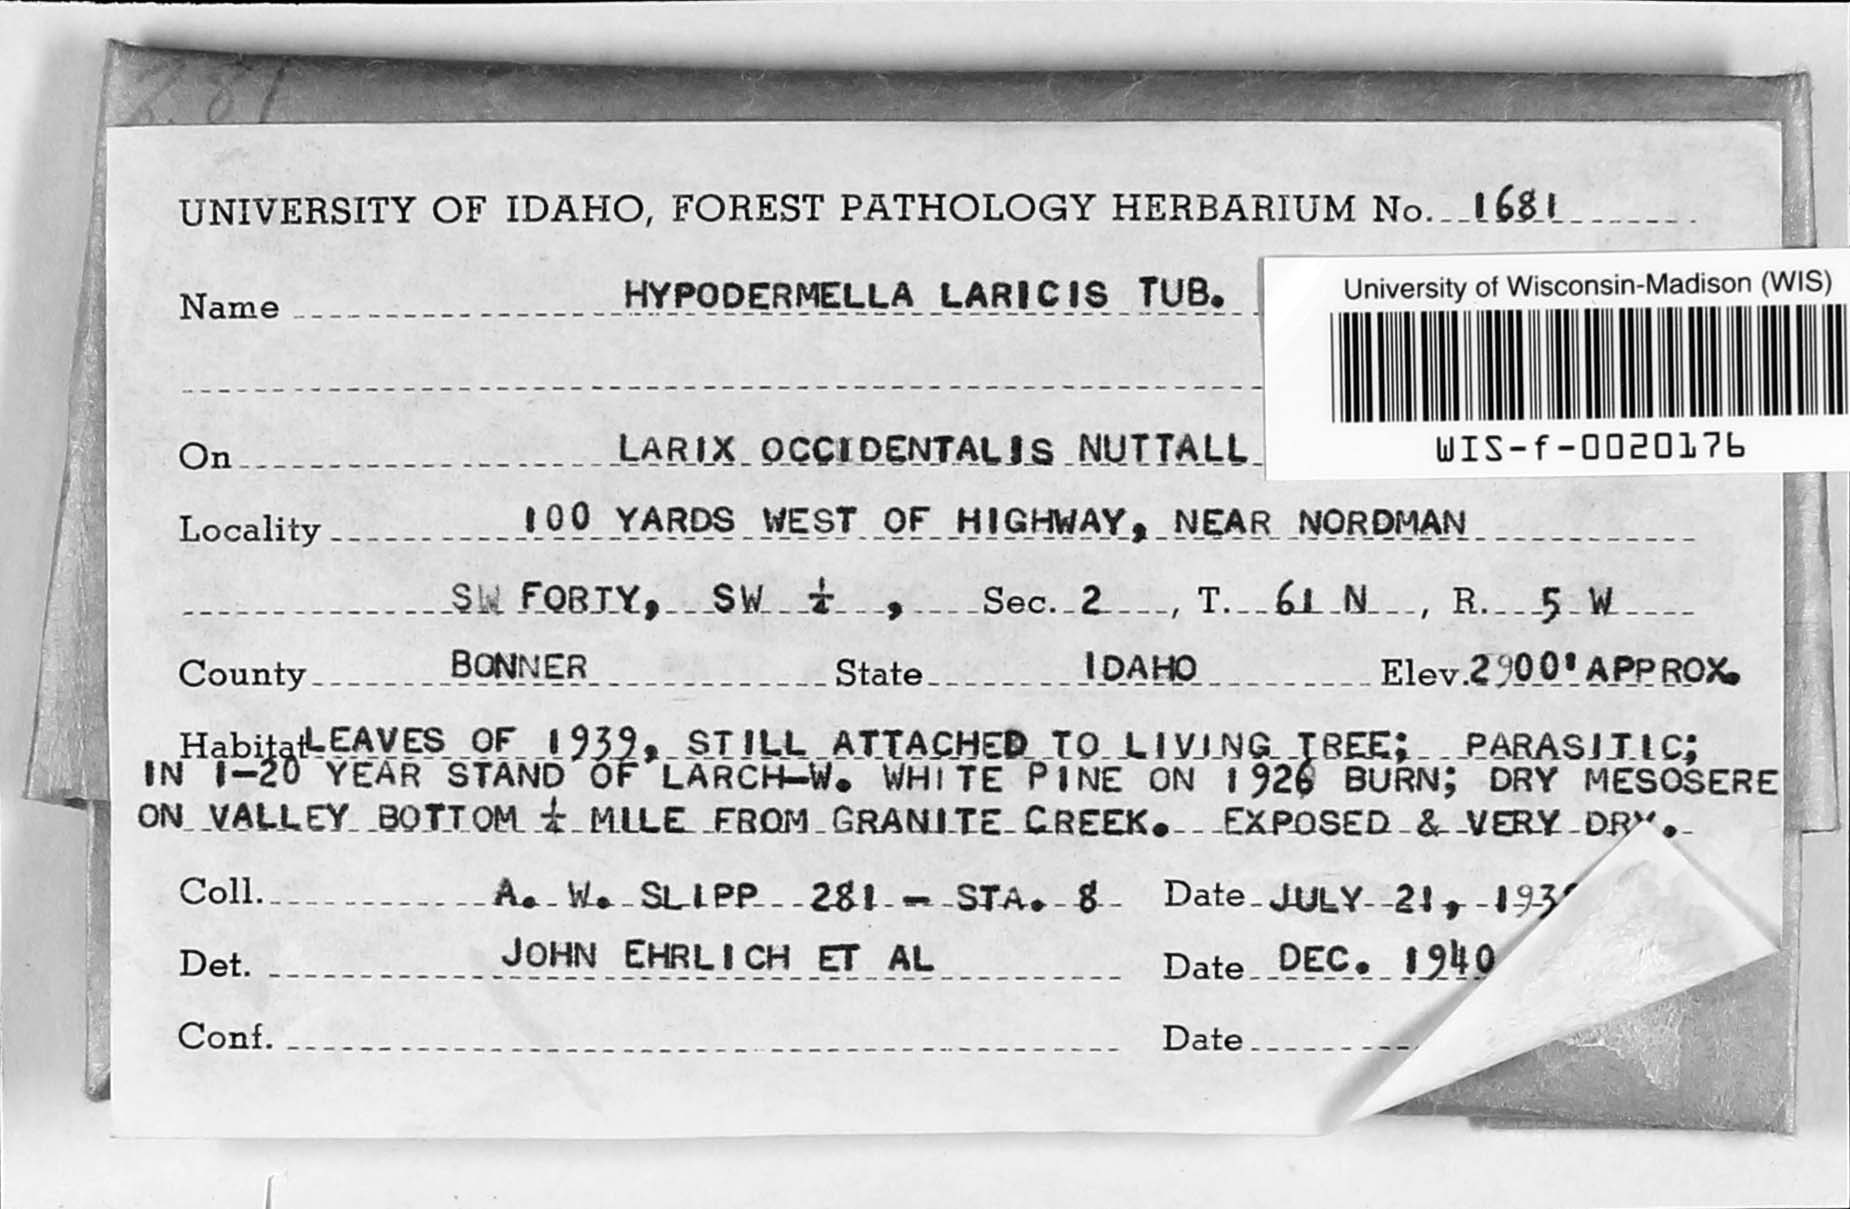 281
UNIVERSITY OF IDAHO, FOREST PATHOLOGY HERBARIUM No. 1681
Name HYPODERMELLA LARICIS TUB.
University of Wisconsin-Madison (WIS)
WIS-f-0020176
On LARIX OCCIDENTALIS NUTTALL
Locality 100 YARDS WEST OF HIGHWAY, NEAR NORDMAN
SW FORTY, SW ¼, Sec. 2, T. 61 N, R. 5 W
County BONNER State IDAHO Elev. 2900' APPROX.
Habitat LEAVES OF 1939, STILL ATTACHED TO LIVING TREE; PARASITIC;
IN 1-20 YEAR STAND OF LARCH-W. WHITE PINE ON 1926 BURN; DRY MESOSERE
ON VALLEY BOTTOM ¼ MILE FROM GRANITE CREEK. EXPOSED & VERY DRY.
Coll. A. W. SLIPP 281 - STA. 8 Date JULY 21, 193
Det. JOHN EHRLICH ET AL Date DEC. 1940
Conf. Date